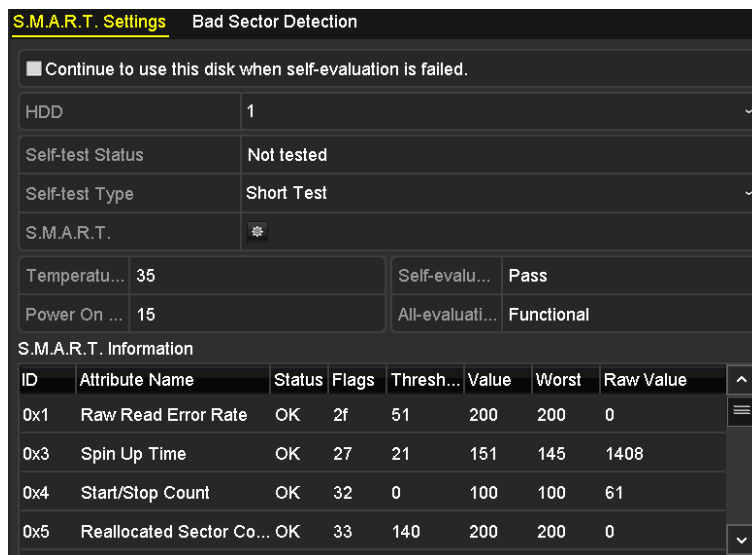 S.M.A.R.T. Settings Bad Sector Detection
Continue to use this disk when self-evaluation is failed.
HDD 1
Self-test Status Not tested
Self-test Type Short Test
S.M.A.R.T.
Temperatu... 35 Self-evalu... Pass
Power On ... 15 All-evaluati... Functional
S.M.A.R.T. Information
ID Attribute Name Status Flags Thresh... Value Worst Raw Value
0x1 Raw Read Error Rate OK 2f 51 200 200 0
0x3 Spin Up Time OK 27 21 151 145 1408
0x4 Start/Stop Count OK 32 0 100 100 61
0x5 Reallocated Sector Co... OK 33 140 200 200 0